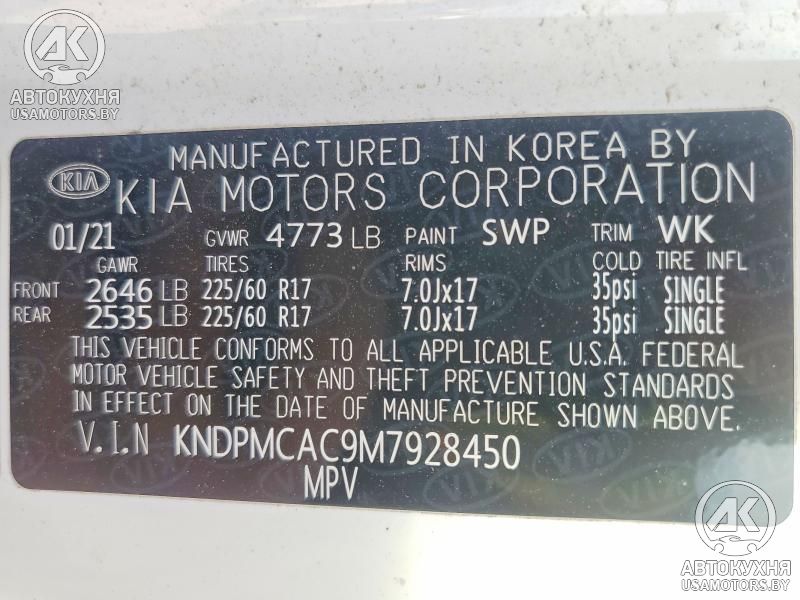 AK
АВТОКУХНЯ
USAMOTORS.BY
MANUFACTURED IN KOREA BY
KIA KIA MOTORS CORPORATION
01/21 GVWR 4773 LB PAINT SWP TRIM WK
GAWR TIRES RIMS COLD TIRE INFL
FRONT 2646 LB 225/60 R17 7.0Jx17 35psi SINGLE
REAR 2535 LB 225/60 R17 7.0Jx17 35psi SINGLE
THIS VEHICLE CONFORMS TO ALL APPLICABLE U.S.A. FEDERAL
MOTOR VEHICLE SAFETY AND THEFT PREVENTION STANDARDS
IN EFFECT ON THE DATE OF MANUFACTURE SHOWN ABOVE.
V.I.N KNDPMCAC9M7928450
MPV
AK
АВТОКУХНЯ
USAMOTORS.BY